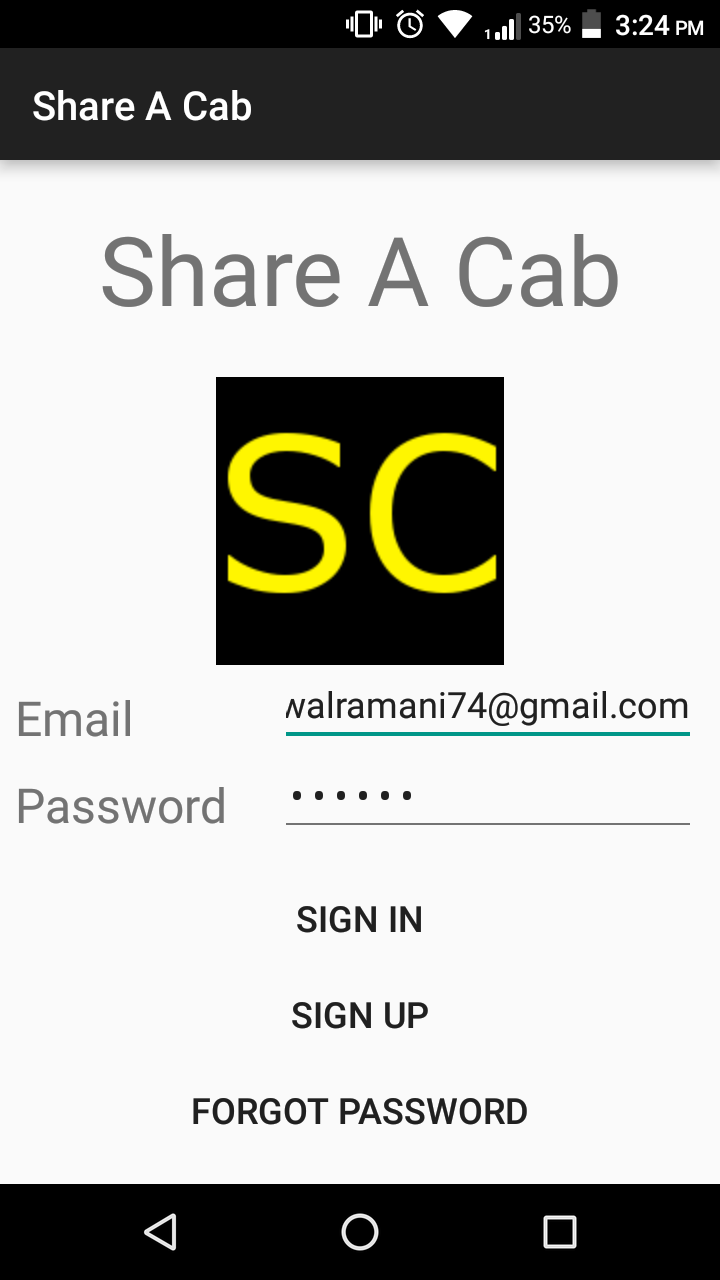 1 35% 3:24 PM
Share A Cab
Share A Cab
SC
Email walramani74@gmail.com
Password ••••••
SIGN IN
SIGN UP
FORGOT PASSWORD